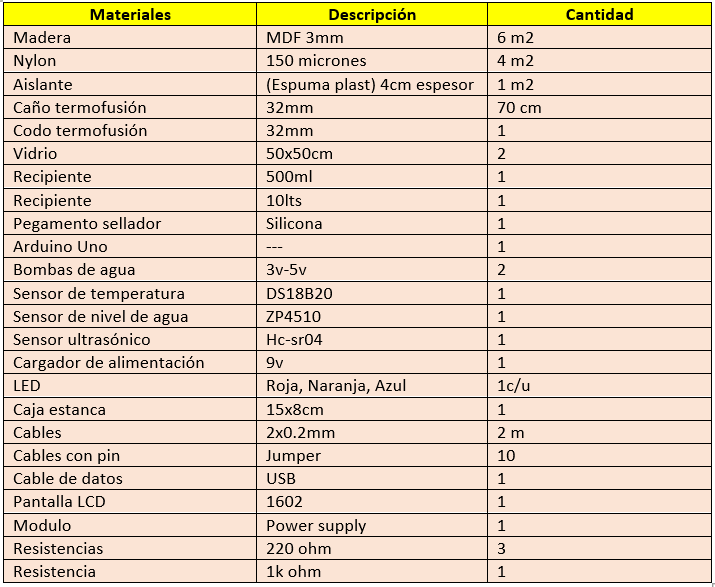 Materiales Descripción Cantidad
Madera MDF 3mm 6 m2
Nylon 150 micrones 4 m2
Aislante (Espuma plast) 4cm espesor 1 m2
Caño termofusión 32mm 70 cm
Codo termofusión 32mm 1
Vidrio 50x50cm 2
Recipiente 500ml 1
Recipiente 10lts 1
Pegamento sellador Silicona 1
Arduino Uno --- 1
Bombas de agua 3v-5v 2
Sensor de temperatura DS18B20 1
Sensor de nivel de agua ZP4510 1
Sensor ultrasónico Hc-sr04 1
Cargador de alimentación 9v 1
LED Roja, Naranja, Azul 1c/u
Caja estanca 15x8cm 1
Cables 2x0.2mm 2 m
Cables con pin Jumper 10
Cable de datos USB 1
Pantalla LCD 1602 1
Modulo Power supply 1
Resistencias 220 ohm 3
Resistencia 1k ohm 1